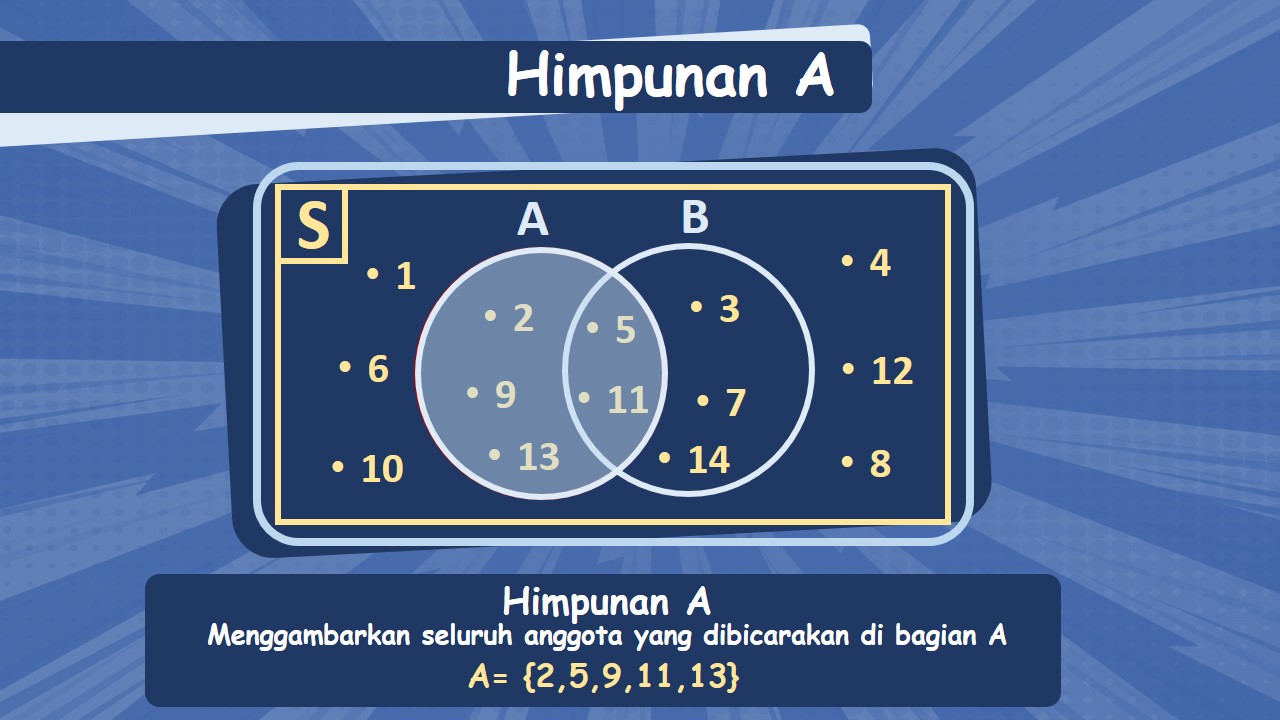 Himpunan A
S
A
B
• 1
• 4
• 2
• 5
• 3
• 6
• 12
• 9
• 11
• 7
• 13
• 14
• 10
• 8
Himpunan A
Menggambarkan seluruh anggota yang dibicarakan di bagian A
A= {2,5,9,11,13}